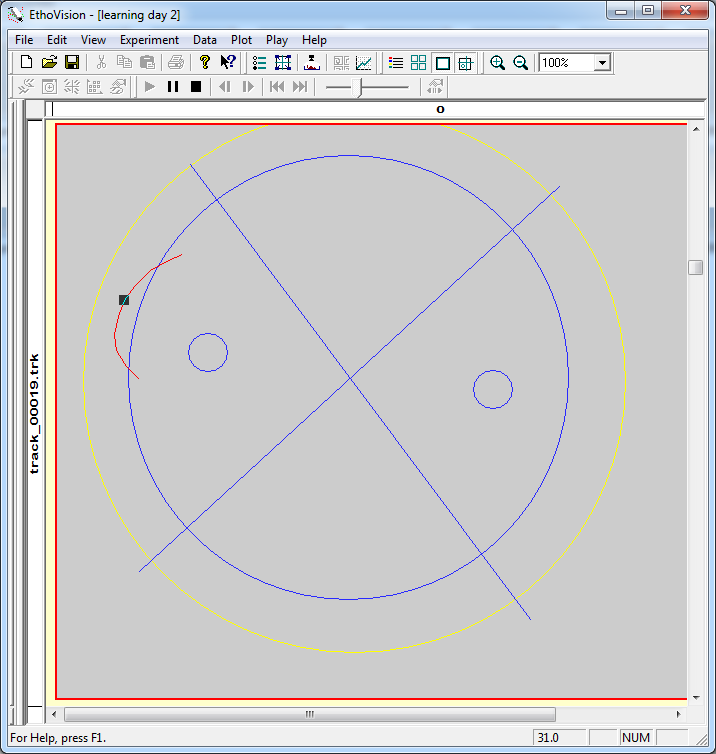 EthoVision - [learning day 2]
File Edit View Experiment Data Plot Play Help
100%
0
track_00019.trk
For Help, press F1.
31.0
NUM